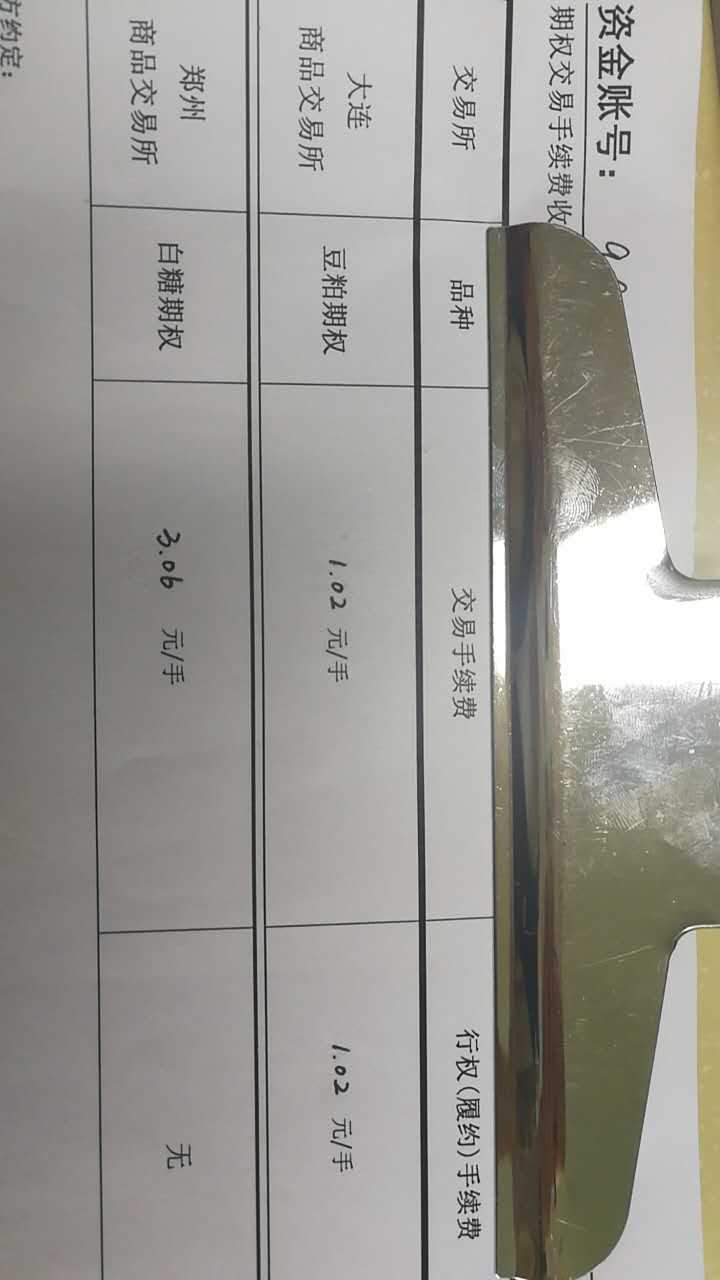 资金账号：
期权交易手续费收
交易所 品种 交易手续费 行权(履约)手续费
大连
商品交易所 豆粕期权 1.02 元/手 1.02 元/手
郑州
商品交易所 白糖期权 3.06 元/手 无
方约定：